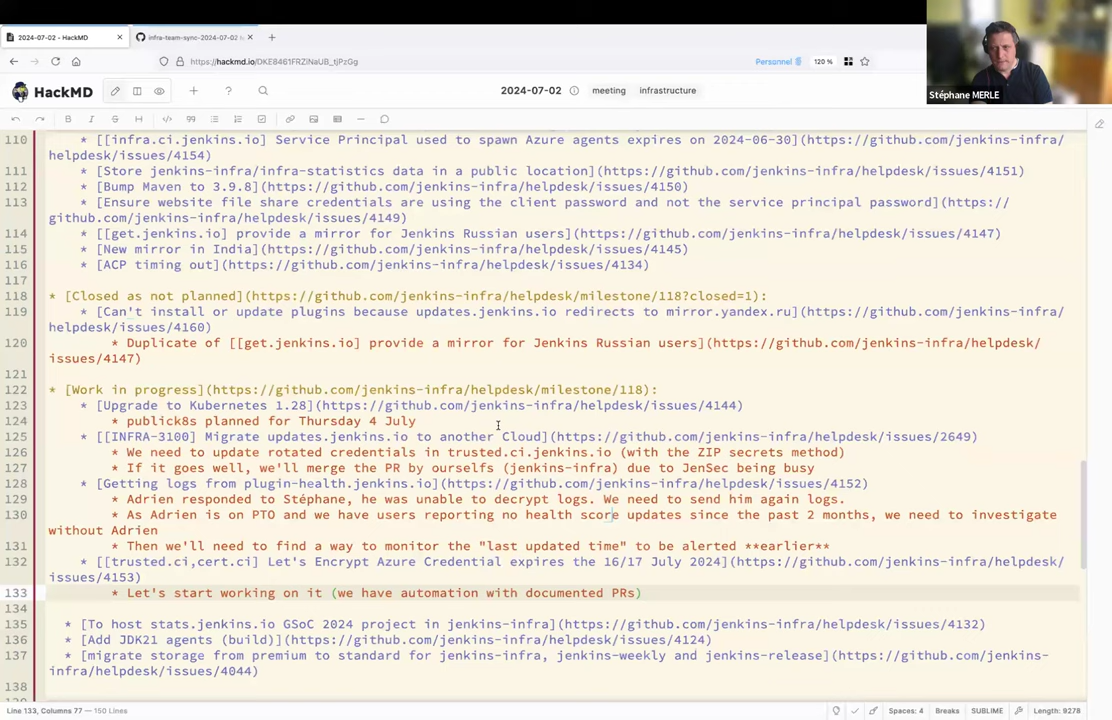 2024-07-02 - HackMD
infra-team-sync-2024-07-02
https://hackmd.io/DKE8461FRZiNaUB_tjPzGg
Personnel
120 %
Stéphane MERLE
HackMD
2024-07-02
meeting
infrastructure
110 * [[infra.ci.jenkins.io] Service Principal used to spawn Azure agents expires on 2024-06-30](https://github.com/jenkins-infra/
helpdesk/issues/4154)
111 * [Store jenkins-infra/infra-statistics data in a public location](https://github.com/jenkins-infra/helpdesk/issues/4151)
112 * [Bump Maven to 3.9.8](https://github.com/jenkins-infra/helpdesk/issues/4150)
113 * [Ensure website file share credentials are using the client password and not the service principal password](https://
github.com/jenkins-infra/helpdesk/issues/4149)
114 * [[get.jenkins.io] provide a mirror for Jenkins Russian users](https://github.com/jenkins-infra/helpdesk/issues/4147)
115 * [New mirror in India](https://github.com/jenkins-infra/helpdesk/issues/4145)
116 * [ACP timing out](https://github.com/jenkins-infra/helpdesk/issues/4134)
117
118 * [Closed as not planned](https://github.com/jenkins-infra/helpdesk/milestone/118?closed=1):
119 * [Can't install or update plugins because updates.jenkins.io redirects to mirror.yandex.ru](https://github.com/jenkins-infra/
helpdesk/issues/4160)
120 * Duplicate of [[get.jenkins.io] provide a mirror for Jenkins Russian users](https://github.com/jenkins-infra/helpdesk/
issues/4147)
121
122 * [Work in progress](https://github.com/jenkins-infra/helpdesk/milestone/118):
123 * [Upgrade to Kubernetes 1.28](https://github.com/jenkins-infra/helpdesk/issues/4144)
124 * publick8s planned for Thursday 4 July
125 * [[INFRA-3100] Migrate updates.jenkins.io to another Cloud](https://github.com/jenkins-infra/helpdesk/issues/2649)
126 * We need to update rotated credentials in trusted.ci.jenkins.io (with the ZIP secrets method)
127 * If it goes well, we'll merge the PR by ourselfs (jenkins-infra) due to JenSec being busy
128 * [Getting logs from plugin-health.jenkins.io](https://github.com/jenkins-infra/helpdesk/issues/4152)
129 * Adrien responded to Stéphane, he was unable to decrypt logs. We need to send him again logs.
130 * As Adrien is on PTO and we have users reporting no health score updates since the past 2 months, we need to investigate
without Adrien
131 * Then we'll need to find a way to monitor the "last updated time" to be alerted **earlier**
132 * [[trusted.ci,cert.ci] Let's Encrypt Azure Credential expires the 16/17 July 2024](https://github.com/jenkins-infra/helpdesk/
issues/4153)
133 * Let's start working on it (we have automation with documented PRs)
134
135 * [To host stats.jenkins.io GSoC 2024 project in jenkins-infra](https://github.com/jenkins-infra/helpdesk/issues/4132)
136 * [Add JDK21 agents (build)](https://github.com/jenkins-infra/helpdesk/issues/4124)
137 * [migrate storage from premium to standard for jenkins-infra, jenkins-weekly and jenkins-release](https://github.com/jenkins-
infra/helpdesk/issues/4044)
138
Line 133, Columns 77 — 150 Lines
Spaces: 4
Breaks
SUBLIME
Length: 9278